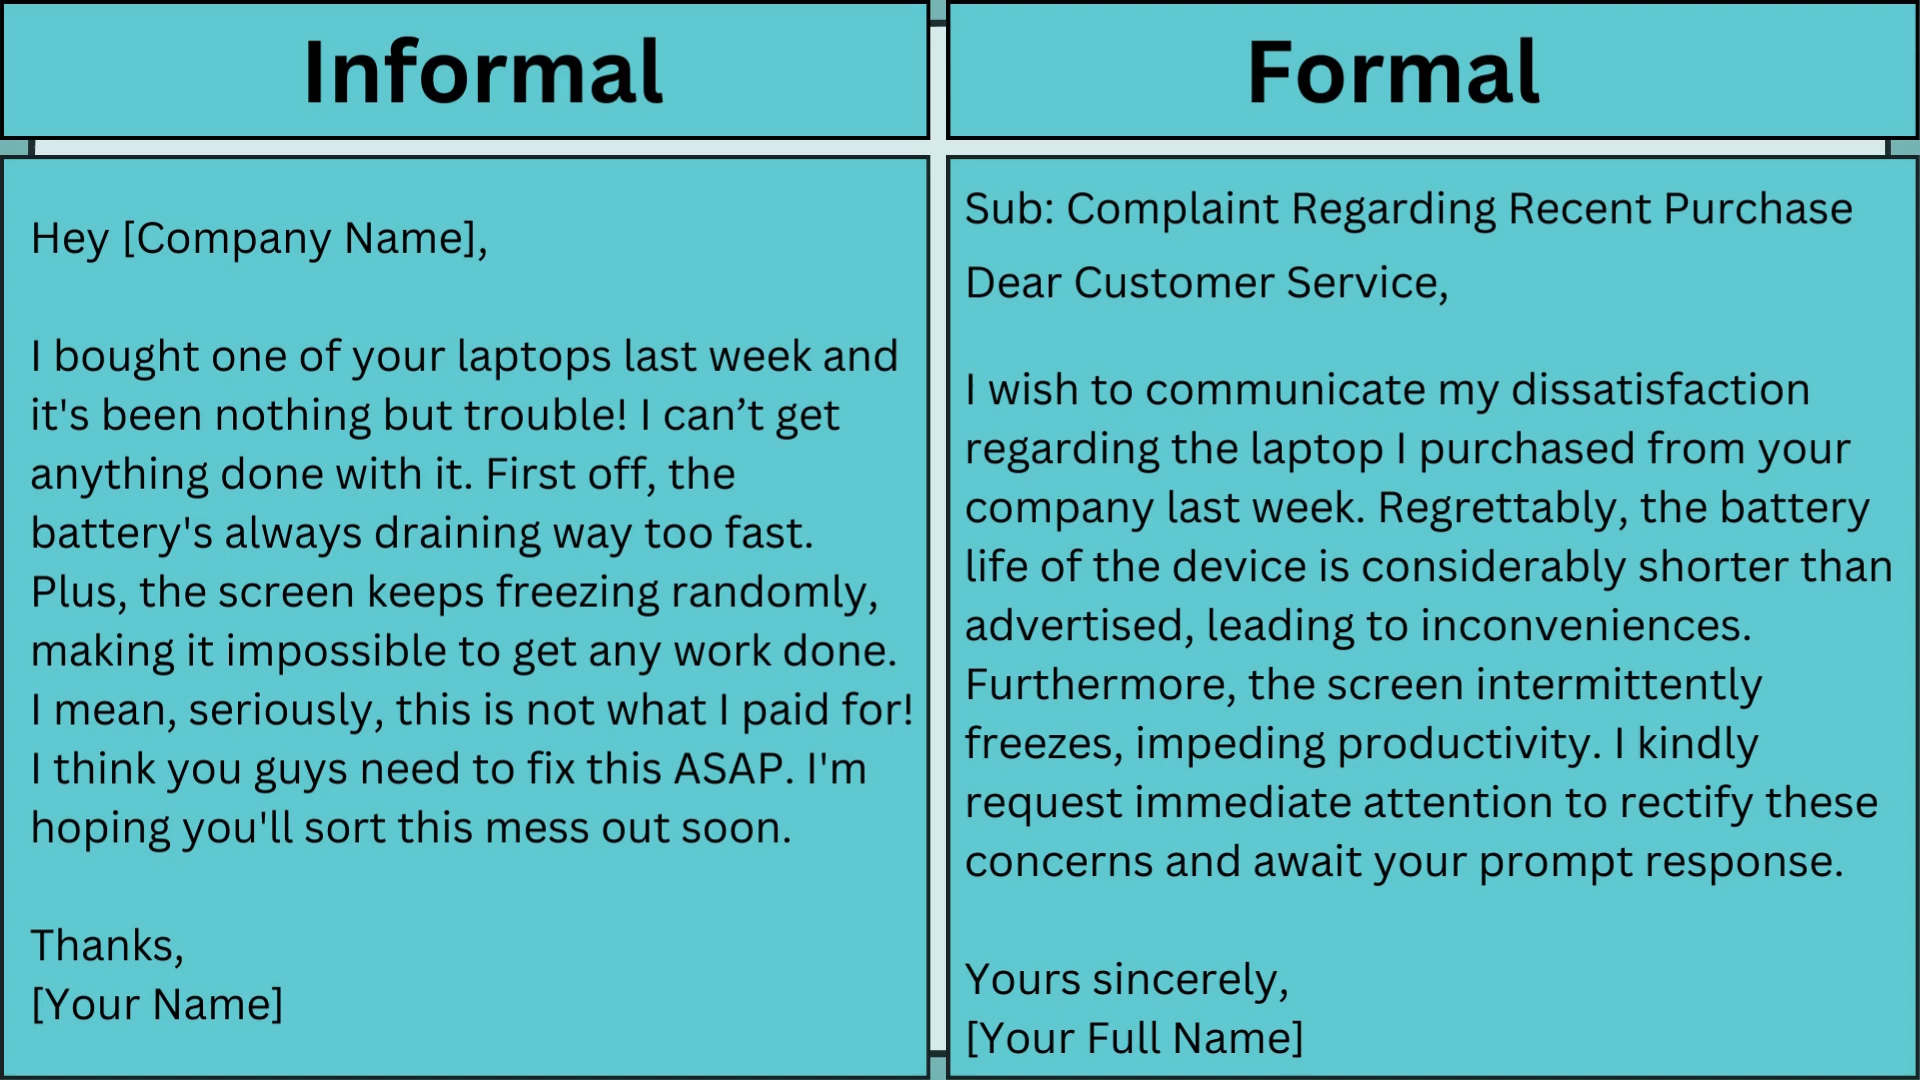 Informal
Formal
Hey [Company Name],
I bought one of your laptops last week and
it's been nothing but trouble! I can’t get
anything done with it. First off, the
battery's always draining way too fast.
Plus, the screen keeps freezing randomly,
making it impossible to get any work done.
I mean, seriously, this is not what I paid for!
I think you guys need to fix this ASAP. I'm
hoping you'll sort this mess out soon.
Thanks,
[Your Name]
Sub: Complaint Regarding Recent Purchase
Dear Customer Service,
I wish to communicate my dissatisfaction
regarding the laptop I purchased from your
company last week. Regrettably, the battery
life of the device is considerably shorter than
advertised, leading to inconveniences.
Furthermore, the screen intermittently
freezes, impeding productivity. I kindly
request immediate attention to rectify these
concerns and await your prompt response.
Yours sincerely,
[Your Full Name]